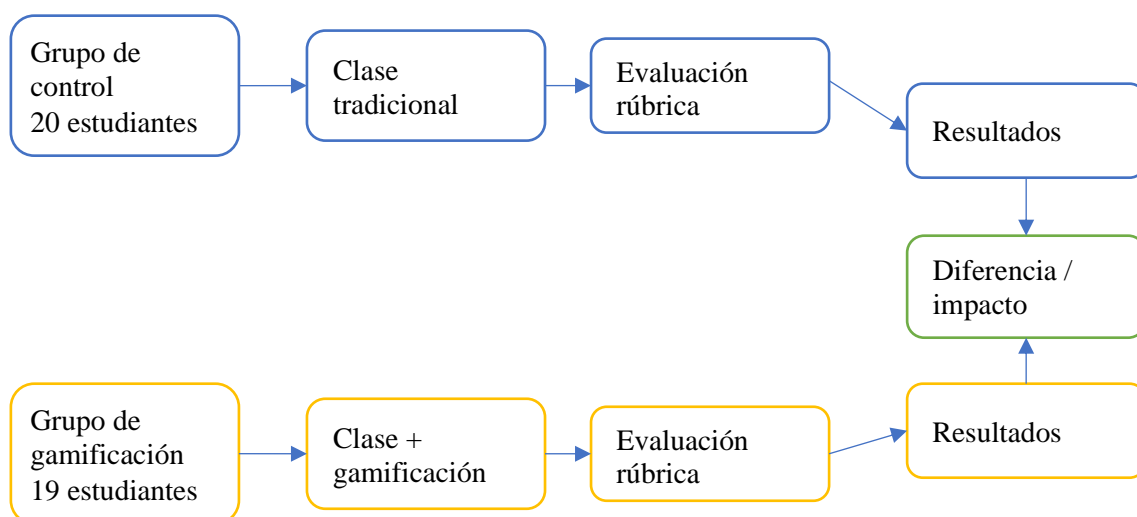 Grupo de
control
20 estudiantes
Clase
tradicional
Evaluación
rúbrica
Resultados
Diferencia /
impacto
Grupo de
gamificación
19 estudiantes
Clase +
gamificación
Evaluación
rúbrica
Resultados